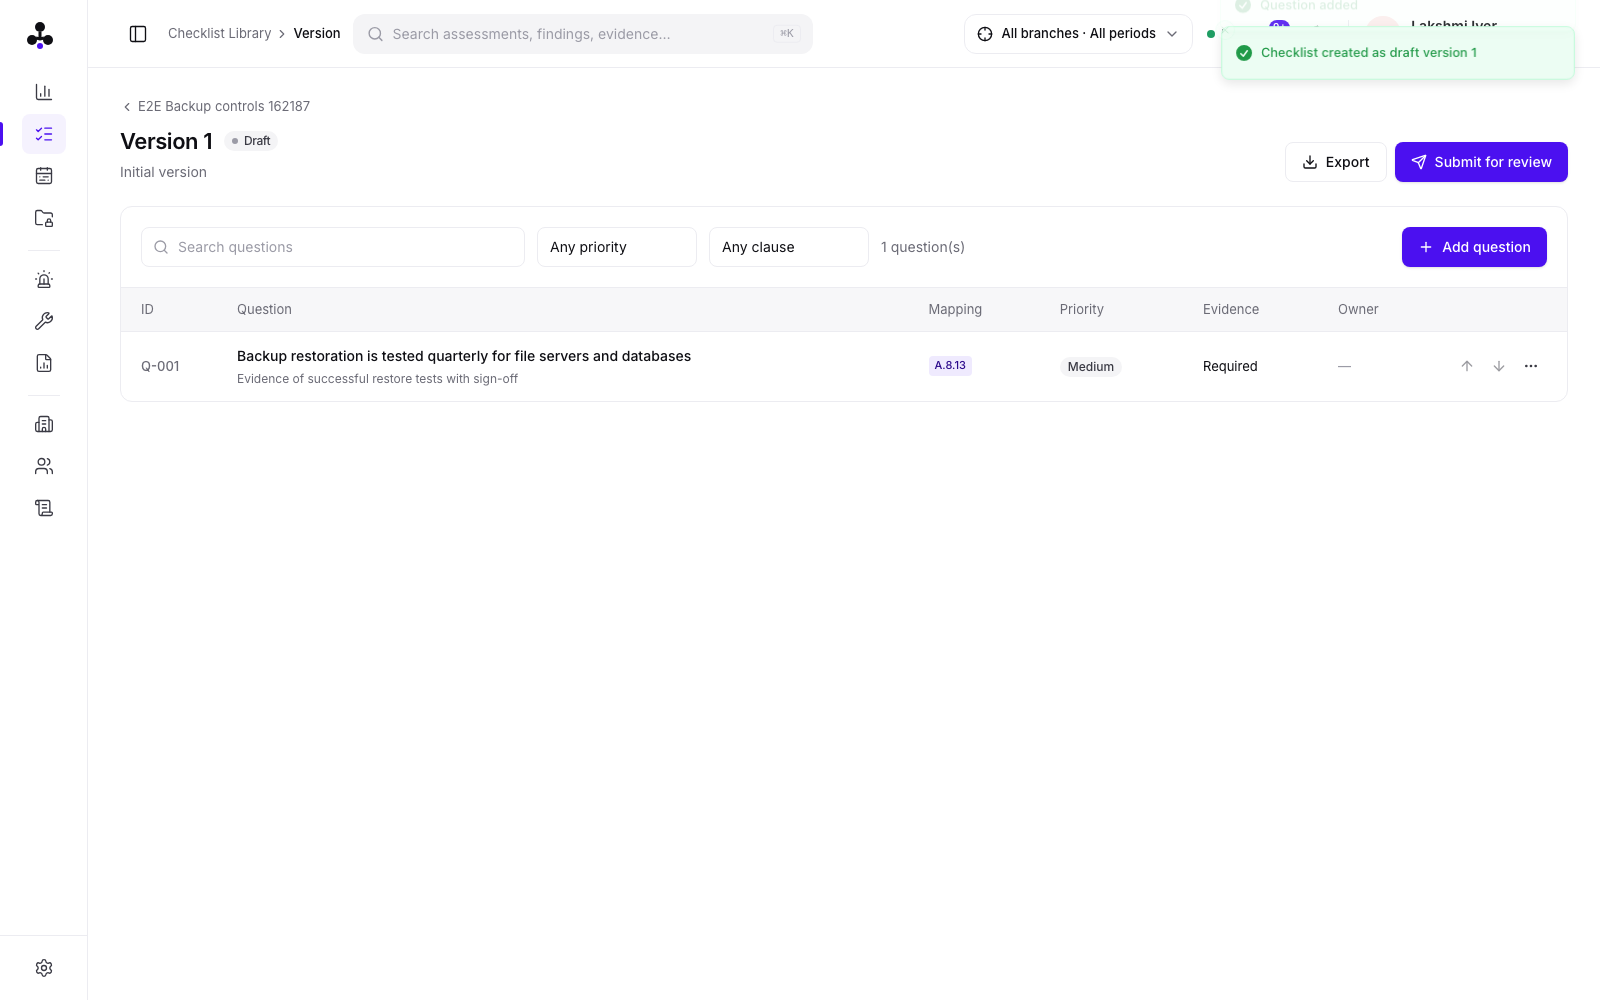 Checklist Library › Version
Search assessments, findings, evidence...
⌘K
All branches · All periods
Question added
Lakshmi Iyer
Checklist created as draft version 1
E2E Backup controls 162187
Version 1
Draft
Initial version
Export
Submit for review
Search questions
Any priority
Any clause
1 question(s)
Add question
ID Question Mapping Priority Evidence Owner
Q-001 Backup restoration is tested quarterly for file servers and databases A.8.13 Medium Required —
Evidence of successful restore tests with sign-off